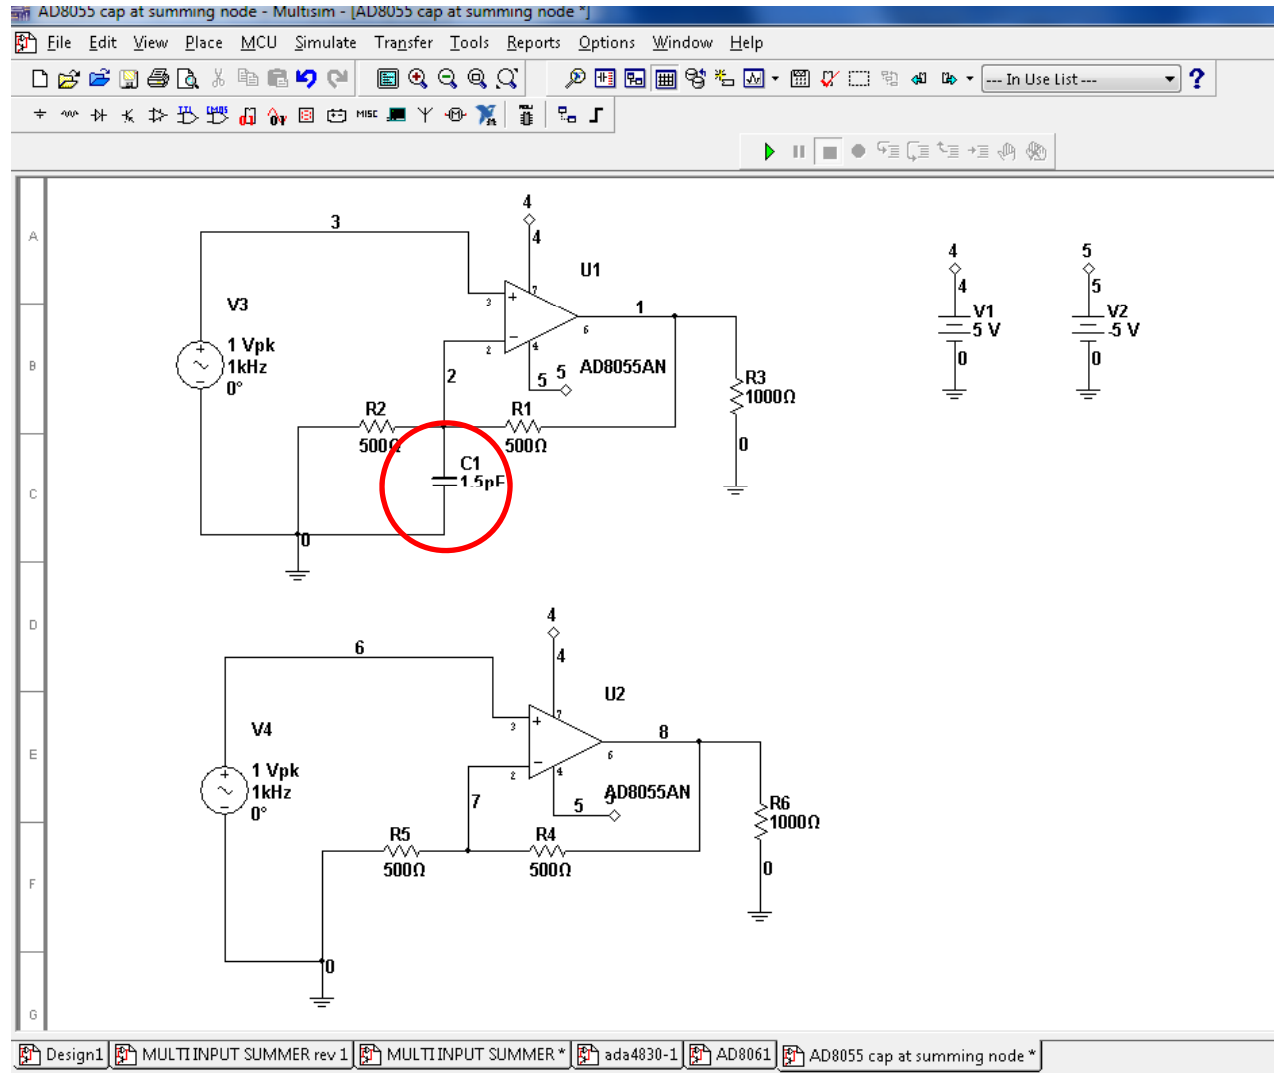 AD8055 cap at summing node - Multisim - [AD8055 cap at summing node *]
File Edit View Place MCU Simulate Transfer Tools Reports Options Window Help
--- In Use List ---
MISC
A
B
C
D
E
F
G
3
4
4
U1
V3
1 Vpk
1kHz
0°
3
7
+
1
6
2
4
AD8055AN
5
5
2
R2
500Ω
R1
500Ω
C1
1.5pF
R3
1000Ω
0
0
4
4
V1
5 V
0
5
5
V2
-5 V
0
6
4
4
U2
V4
1 Vpk
1kHz
0°
3
7
8
6
2
4
AD8055AN
5
5
7
R5
500Ω
R4
500Ω
R6
1000Ω
0
0
Design1 MULTI INPUT SUMMER rev 1 MULTI INPUT SUMMER * ada4830-1 AD8061 AD8055 cap at summing node *